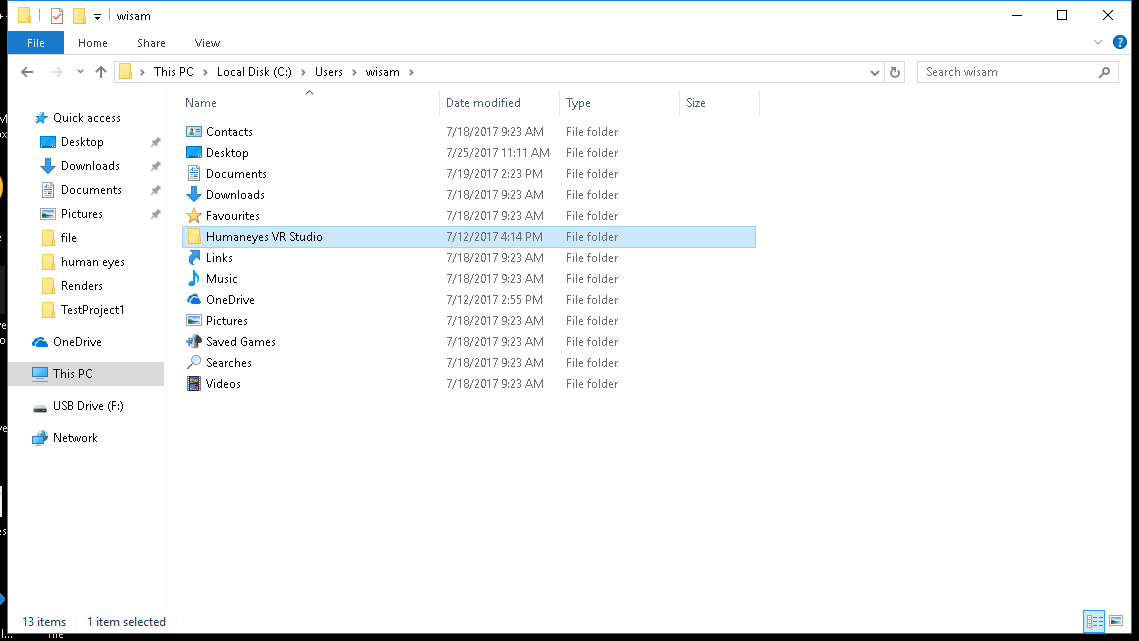 wisam
File Home Share View
This PC Local Disk (C:) Users wisam
Search wisam
Name Date modified Type Size
Quick access
Desktop
Downloads
Documents
Pictures
file
human eyes
Renders
TestProject1
OneDrive
This PC
USB Drive (F:)
Network
Contacts 7/18/2017 9:23 AM File folder
Desktop 7/25/2017 11:11 AM File folder
Documents 7/19/2017 2:23 PM File folder
Downloads 7/18/2017 9:23 AM File folder
Favourites 7/18/2017 9:23 AM File folder
Humaneyes VR Studio 7/12/2017 4:14 PM File folder
Links 7/18/2017 9:23 AM File folder
Music 7/18/2017 9:23 AM File folder
OneDrive 7/12/2017 2:55 PM File folder
Pictures 7/18/2017 9:23 AM File folder
Saved Games 7/18/2017 9:23 AM File folder
Searches 7/18/2017 9:23 AM File folder
Videos 7/18/2017 9:23 AM File folder
13 items 1 item selected